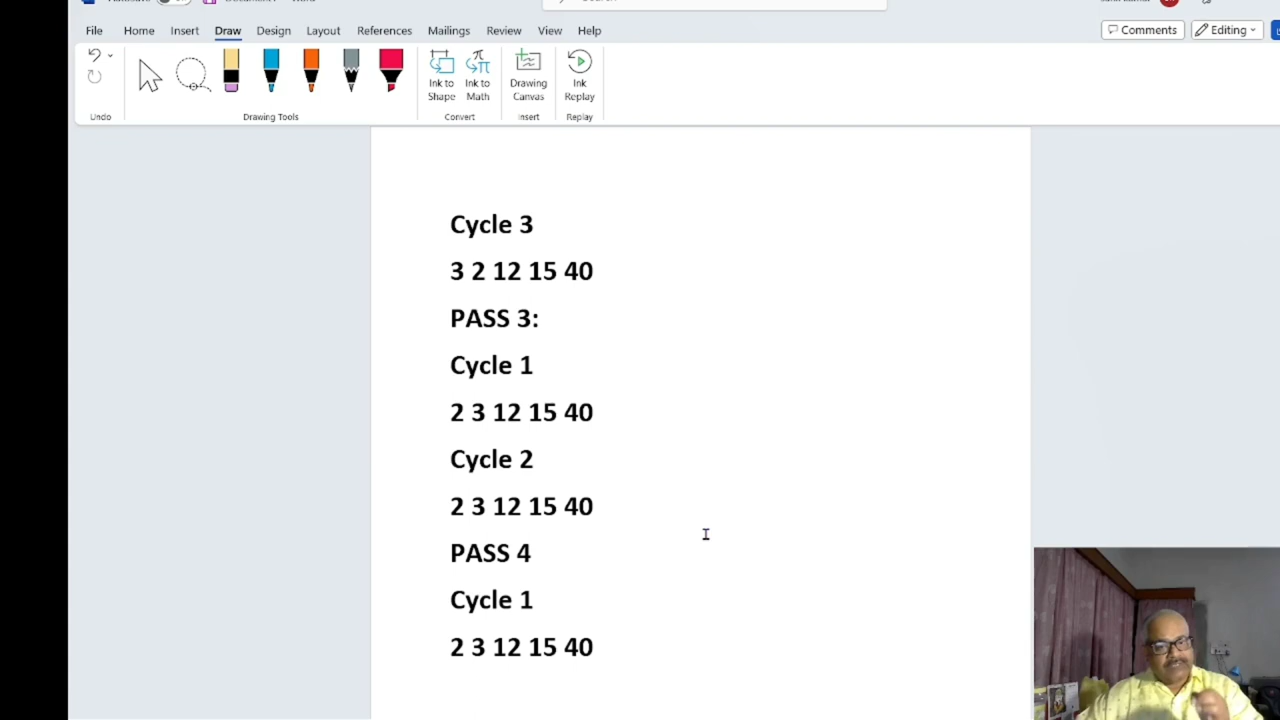 File Home Insert Draw Design Layout References Mailings Review View Help Comments Editing
Undo
Drawing Tools
Ink to Shape
Ink to Math
Convert
Drawing Canvas
Insert
Ink Replay
Replay
Cycle 3
3 2 12 15 40
PASS 3:
Cycle 1
2 3 12 15 40
Cycle 2
2 3 12 15 40
PASS 4
Cycle 1
2 3 12 15 40